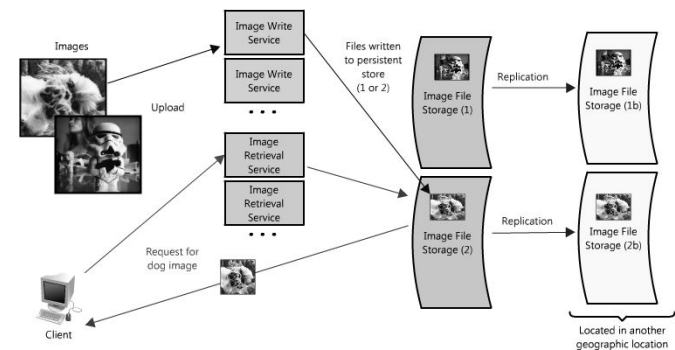 Images
Upload
Image Write
Service
Image Write
Service
• • •
Image
Retrieval
Service
Image
Retrieval
Service
• • •
Request for
dog image
Client
Files written
to persistent
store
(1 or 2)
Image File
Storage (1)
Replication
Image File
Storage (1b)
Image File
Storage (2)
Replication
Image File
Storage (2b)
Located in another
geographic location